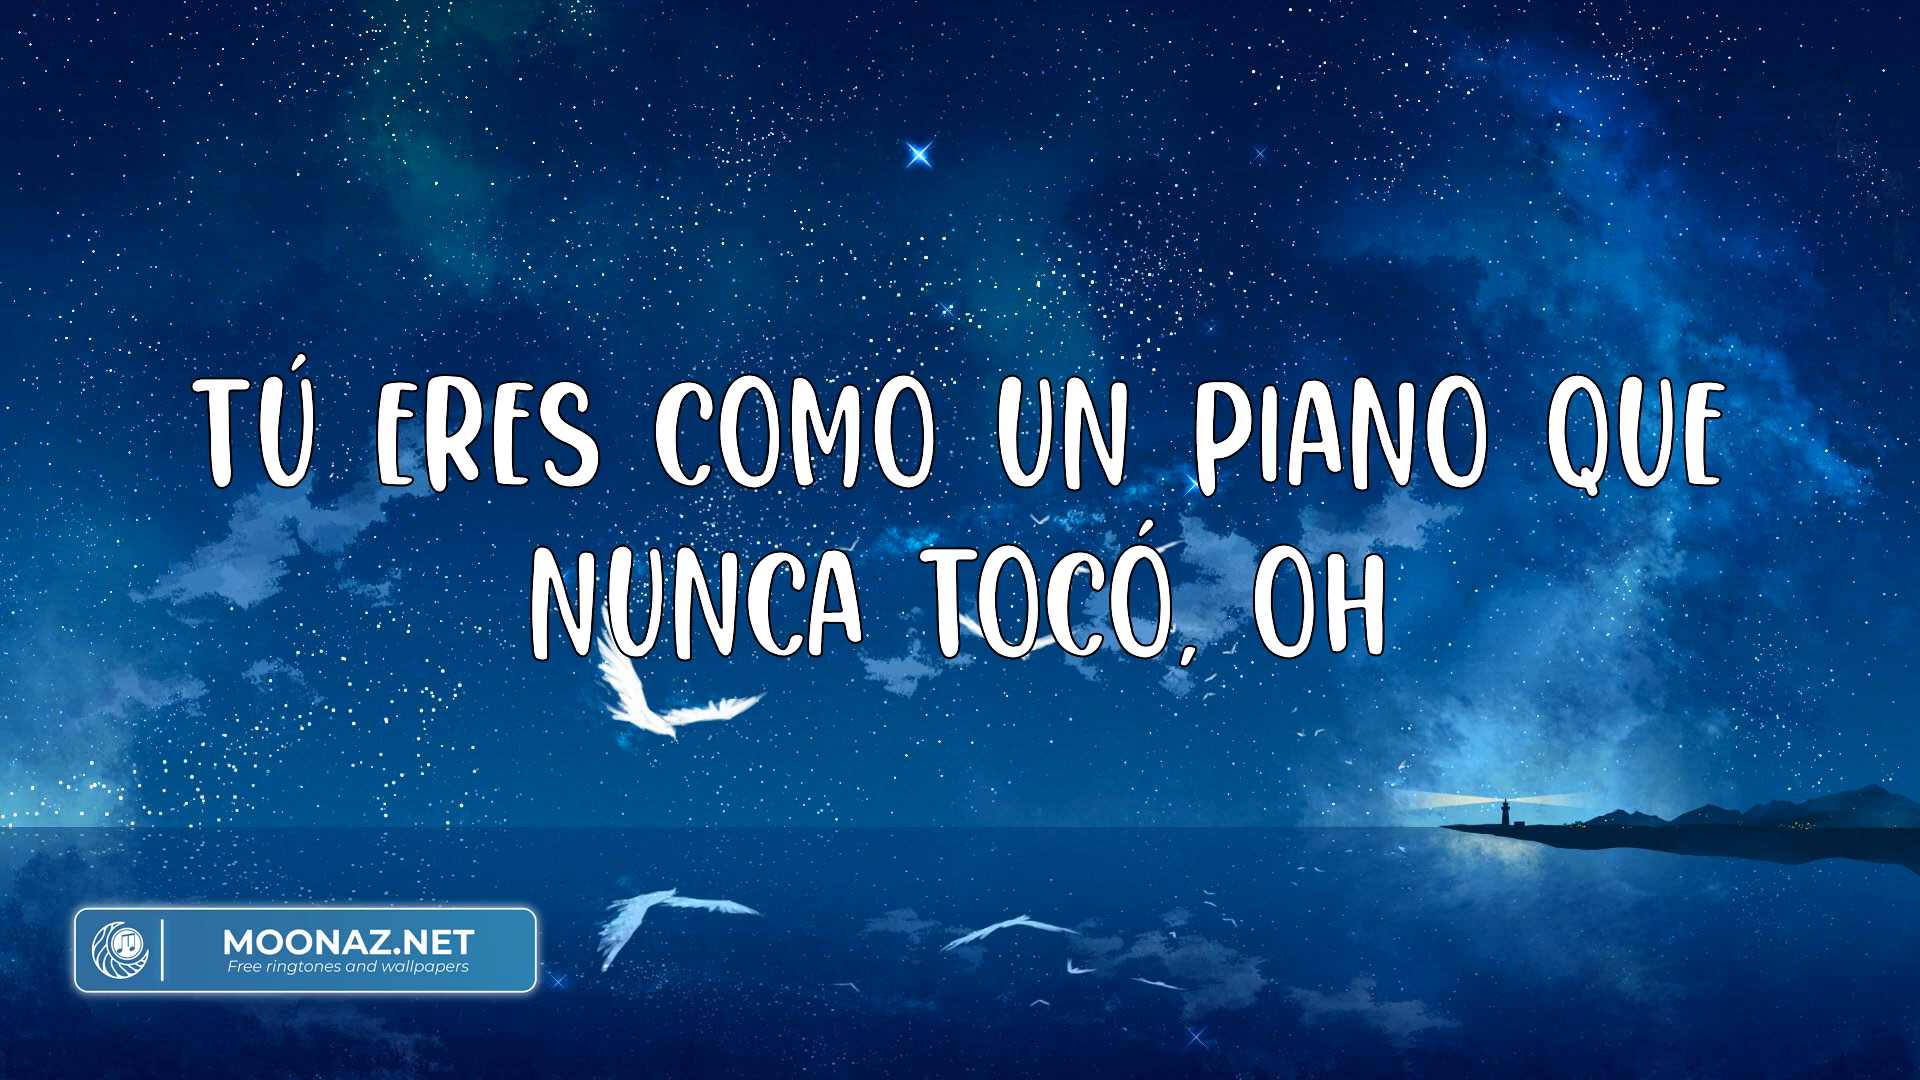 TÚ ERES COMO UN PIANO QUE
NUNCA TOCÓ, OH
MOONAZ.NET
Free ringtones and wallpapers